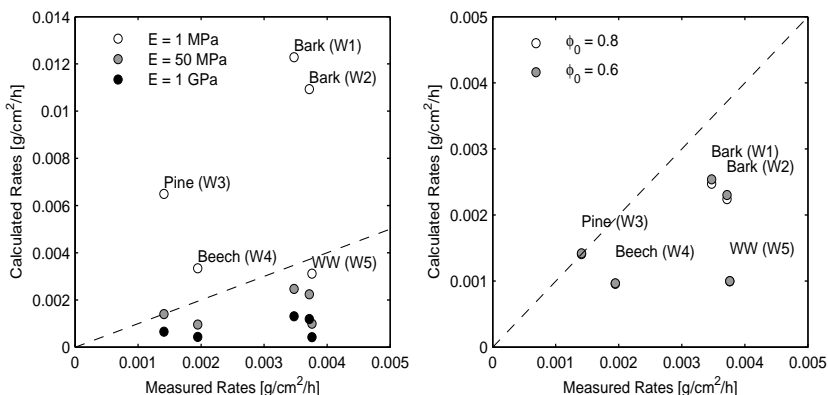 0.014
0.012
0.01
0.008
0.006
0.004
0.002
0
Calculated Rates [g/cm²/h]
E = 1 MPa
E = 50 MPa
E = 1 GPa
Bark (W1)
Bark (W2)
Pine (W3)
Beech (W4)
WW (W5)
0 0.001 0.002 0.003 0.004 0.005
Measured Rates [g/cm²/h]
0.005
0.004
0.003
0.002
0.001
0
Calculated Rates [g/cm²/h]
ϕ₀ = 0.8
ϕ₀ = 0.6
Bark (W1)
Bark (W2)
Pine (W3)
Beech (W4)
WW (W5)
0 0.001 0.002 0.003 0.004 0.005
Measured Rates [g/cm²/h]